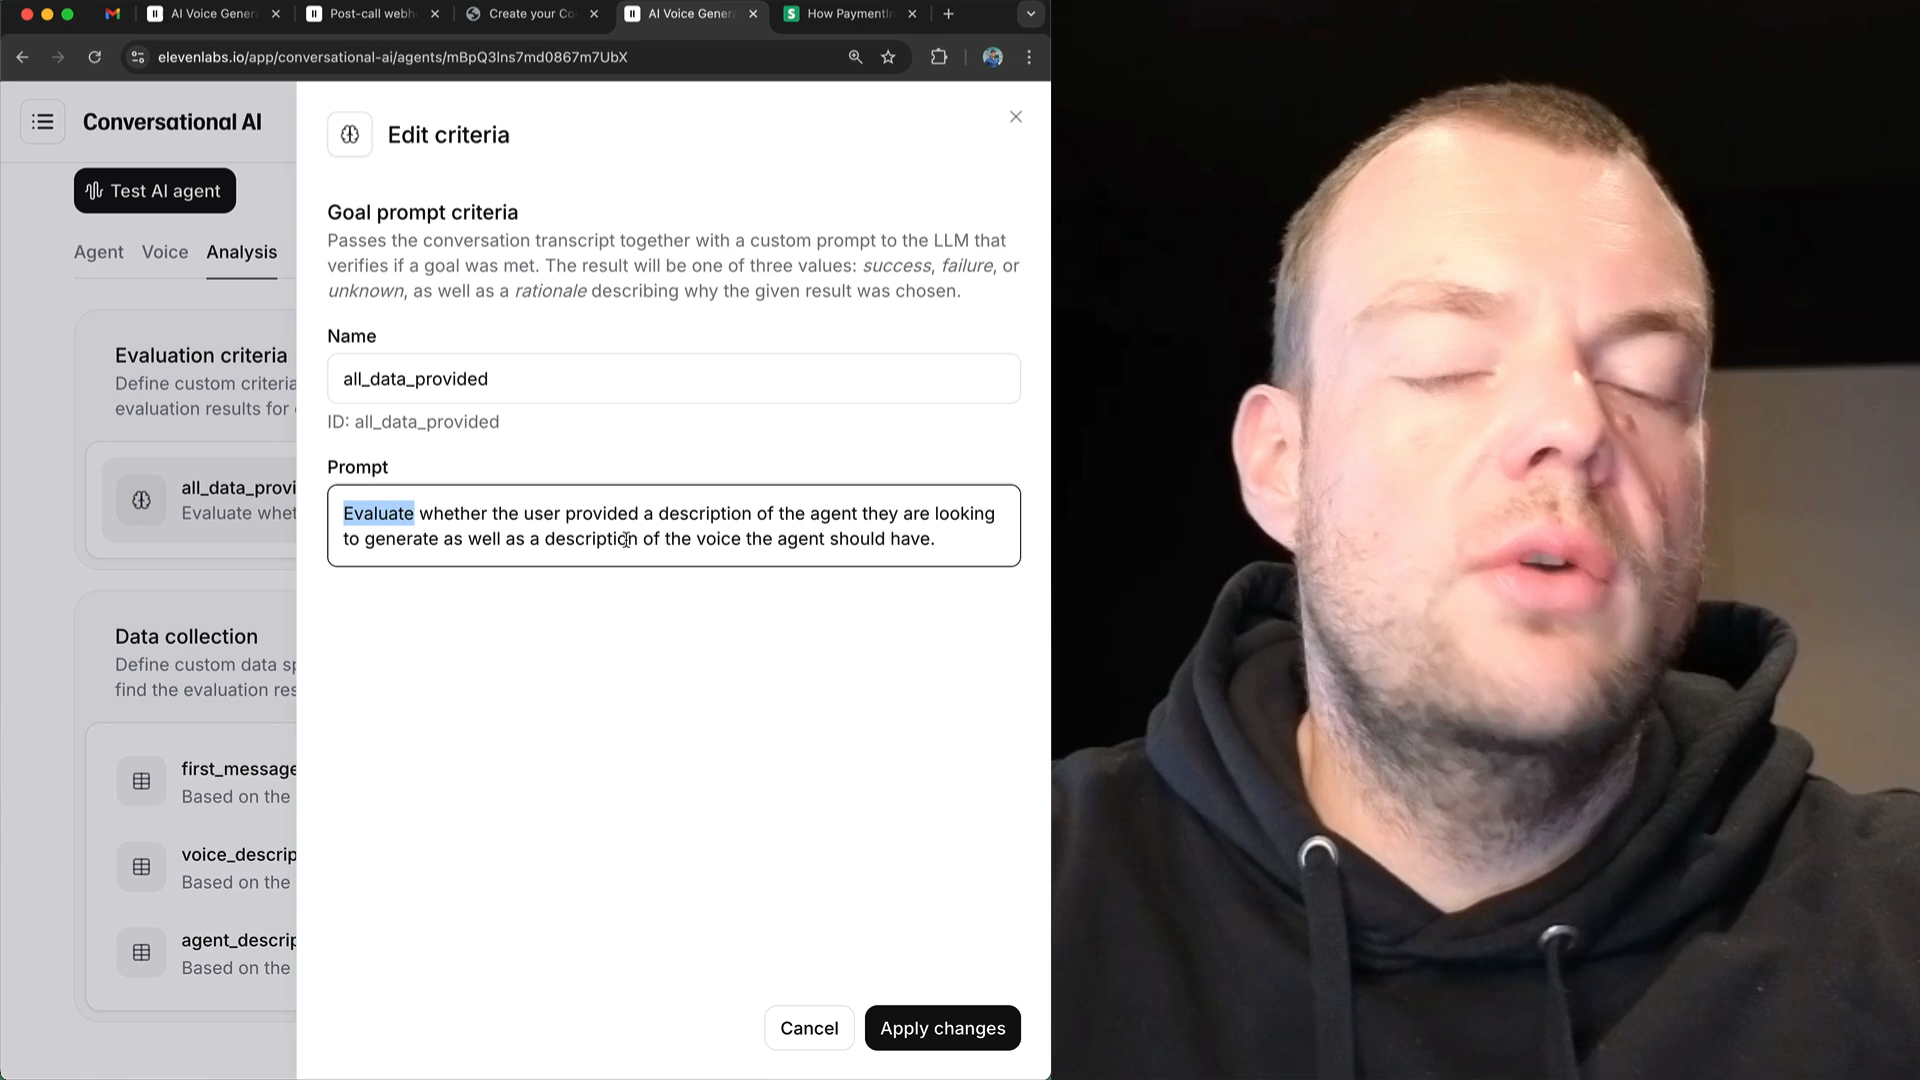 AI Voice Gener
Post-call webh
Create your Co
AI Voice Gener
How PaymentIn
elevenlabs.io/app/conversational-ai/agents/mBpQ3lns7md0867m7UbX
Conversational AI
Test AI agent
Agent Voice Analysis
Evaluation criteria
Define custom criteria
evaluation results for
all_data_provi
Evaluate whet
Data collection
Define custom data sp
find the evaluation res
first_message
Based on the
voice_descrip
Based on the
agent_descrip
Based on the
Edit criteria
Goal prompt criteria
Passes the conversation transcript together with a custom prompt to the LLM that
verifies if a goal was met. The result will be one of three values: success, failure, or
unknown, as well as a rationale describing why the given result was chosen.
Name
all_data_provided
ID: all_data_provided
Prompt
Evaluate whether the user provided a description of the agent they are looking
to generate as well as a description of the voice the agent should have.
Cancel
Apply changes